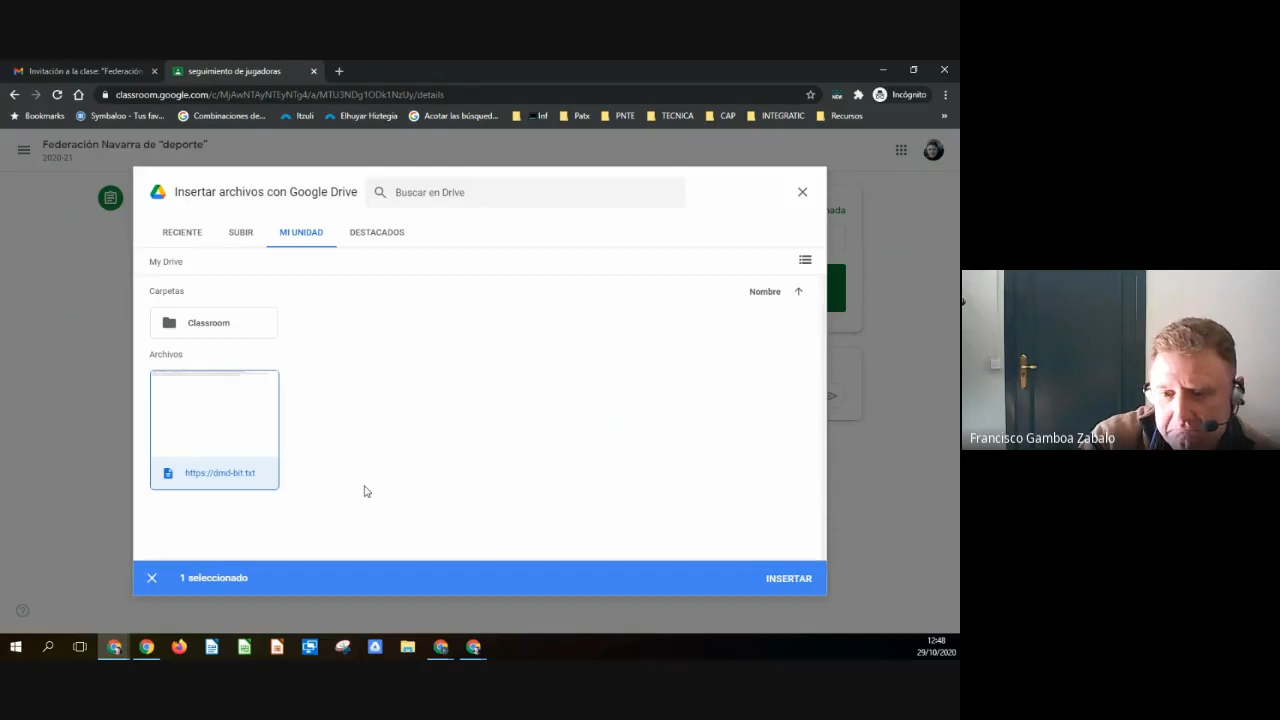 Invitación a la clase: "Federación
seguimiento de jugadoras
classroom.google.com/c/MjAwNTAyNTEyNTg4/a/MTU3NDg1ODk1NzUy/details
Incógnito
Bookmarks
Symbaloo - Tus fav...
Combinaciones de...
Itzuli
Elhuyar Hiztegia
Acotar las búsqued...
Inf
Patx
PNTE
TECNICA
CAP
INTEGRATIC
Recursos
»
Federación Navarra de "deporte"
2020-21
nada
Insertar archivos con Google Drive
Buscar en Drive
RECIENTE
SUBIR
MI UNIDAD
DESTACADOS
My Drive
Carpetas
Nombre
Classroom
Archivos
https://dmd-bit.txt
1 seleccionado
INSERTAR
12:48
29/10/2020
Francisco Gamboa Zabalo